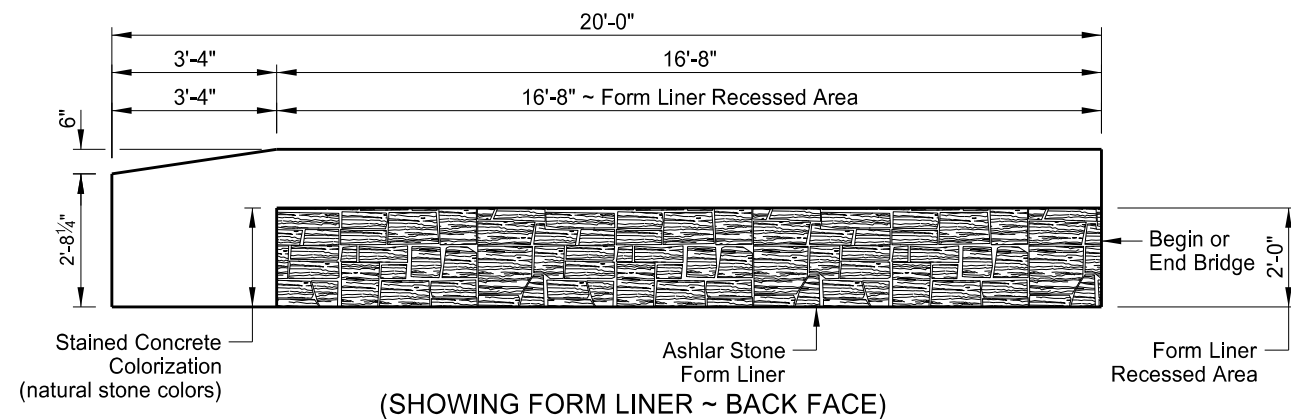 20'-0"
3'-4"
16'-8"
3'-4"
16'-8" ~ Form Liner Recessed Area
6"
2'-8¼"
Begin or
End Bridge
2'-0"
Stained Concrete
Colorization
(natural stone colors)
Ashlar Stone
Form Liner
Form Liner
Recessed Area
(SHOWING FORM LINER ~ BACK FACE)